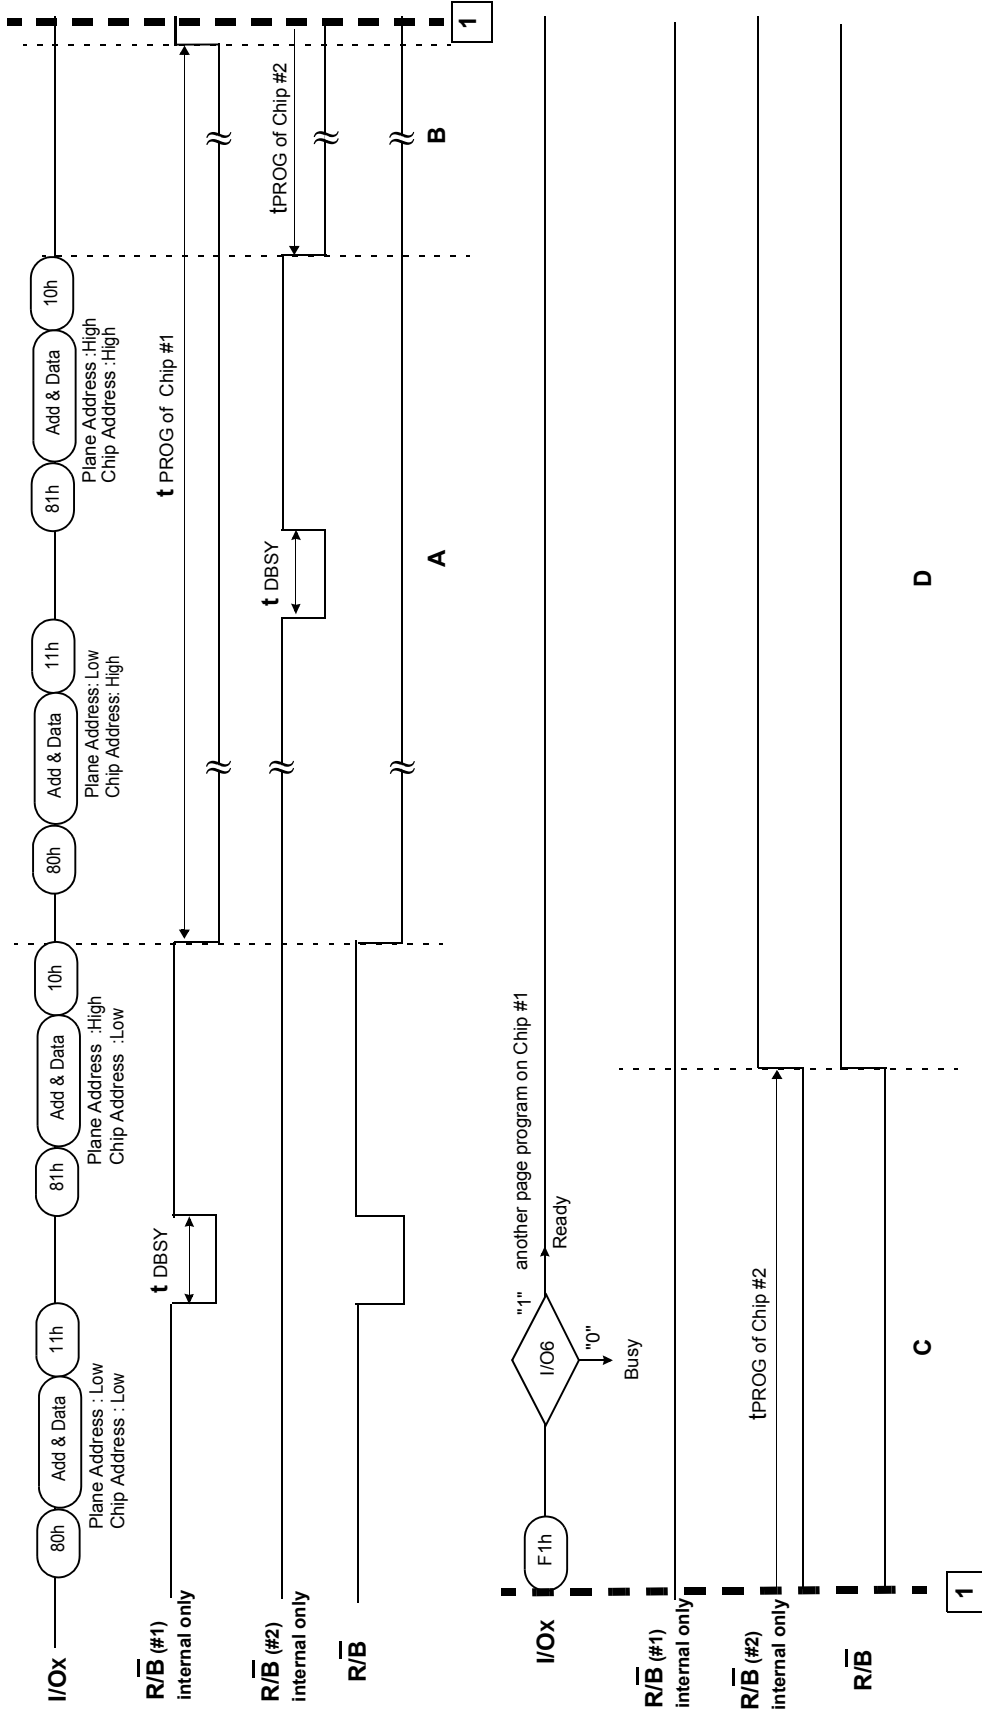 I/Ox
80h
Add & Data
11h
81h
Add & Data
10h
80h
Add & Data
11h
81h
Add & Data
10h
Plane Address : Low
Chip Address : Low
Plane Address :High
Chip Address :Low
Plane Address: Low
Chip Address: High
Plane Address :High
Chip Address :High
R/B (#1)
internal only
t DBSY
t PROG of Chip #1
R/B (#2)
internal only
t DBSY
tPROG of Chip #2
R/B
A
B
1
I/Ox
F1h
I/O6
"1"
another page program on Chip #1
Ready
"0"
Busy
R/B (#1)
internal only
R/B (#2)
internal only
tPROG of Chip #2
R/B
C
D
1